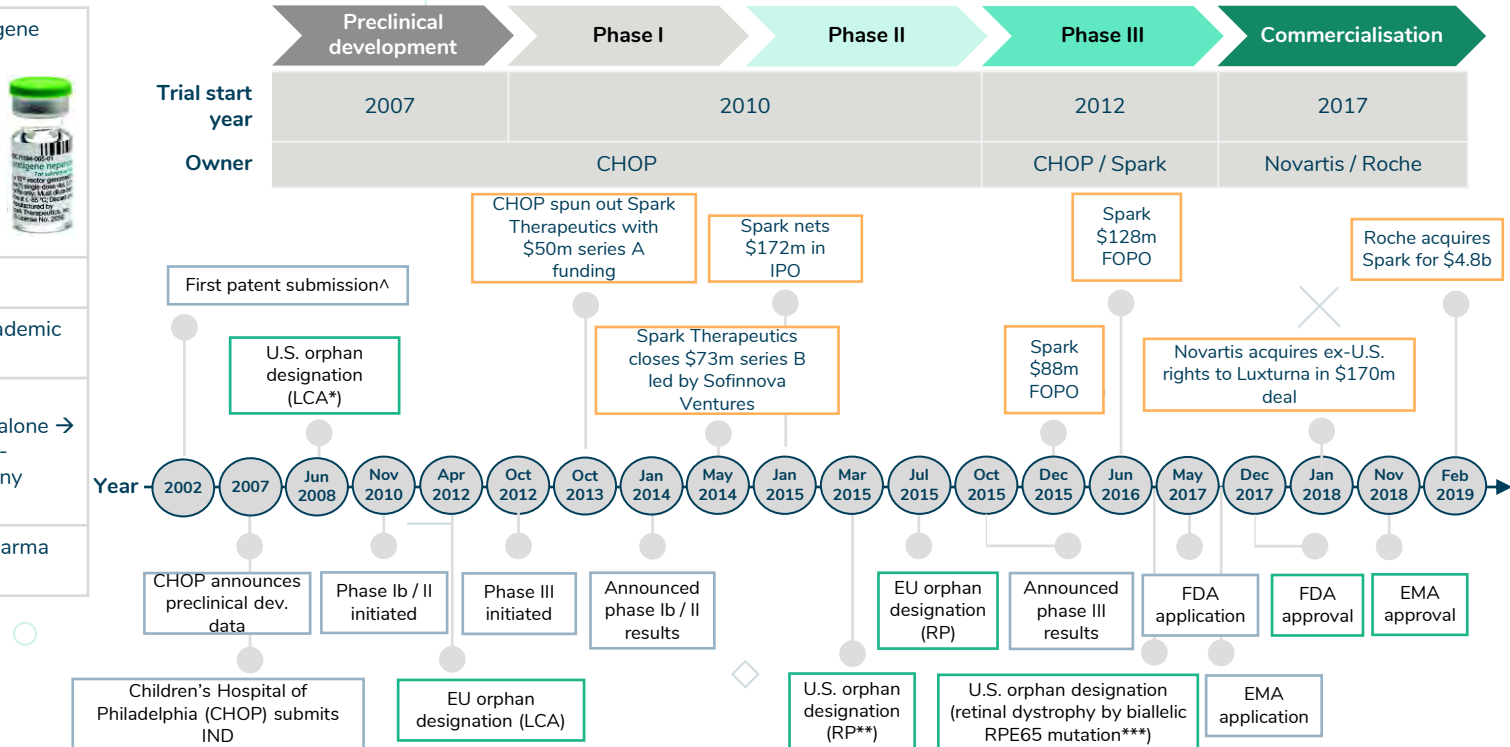 gene
ademic
alone →
-
ny
arma
Preclinical
development
Phase I
Phase II
Phase III
Commercialisation
Trial start
year
2007
2010
2012
2017
Owner
CHOP
CHOP / Spark
Novartis / Roche
CHOP spun out Spark
Therapeutics with
$50m series A
funding
Spark nets
$172m in
IPO
Spark
$128m
FOPO
Roche acquires
Spark for $4.8b
First patent submission^
U.S. orphan
designation
(LCA*)
Spark Therapeutics
closes $73m series B
led by Sofinnova
Ventures
Spark
$88m
FOPO
Novartis acquires ex-U.S.
rights to Luxturna in $170m
deal
Year
2002
2007
Jun
2008
Nov
2010
Apr
2012
Oct
2012
Oct
2013
Jan
2014
May
2014
Jan
2015
Mar
2015
Jul
2015
Oct
2015
Dec
2015
Jun
2016
May
2017
Dec
2017
Jan
2018
Nov
2018
Feb
2019
CHOP announces
preclinical dev.
data
Phase Ib / II
initiated
Phase III
initiated
Announced
phase Ib / II
results
EU orphan
designation
(RP)
Announced
phase III
results
FDA
application
FDA
approval
EMA
approval
Children’s Hospital of
Philadelphia (CHOP) submits
IND
EU orphan
designation (LCA)
U.S. orphan
designation
(RP**)
U.S. orphan designation
(retinal dystrophy by biallelic
RPE65 mutation***)
EMA
application